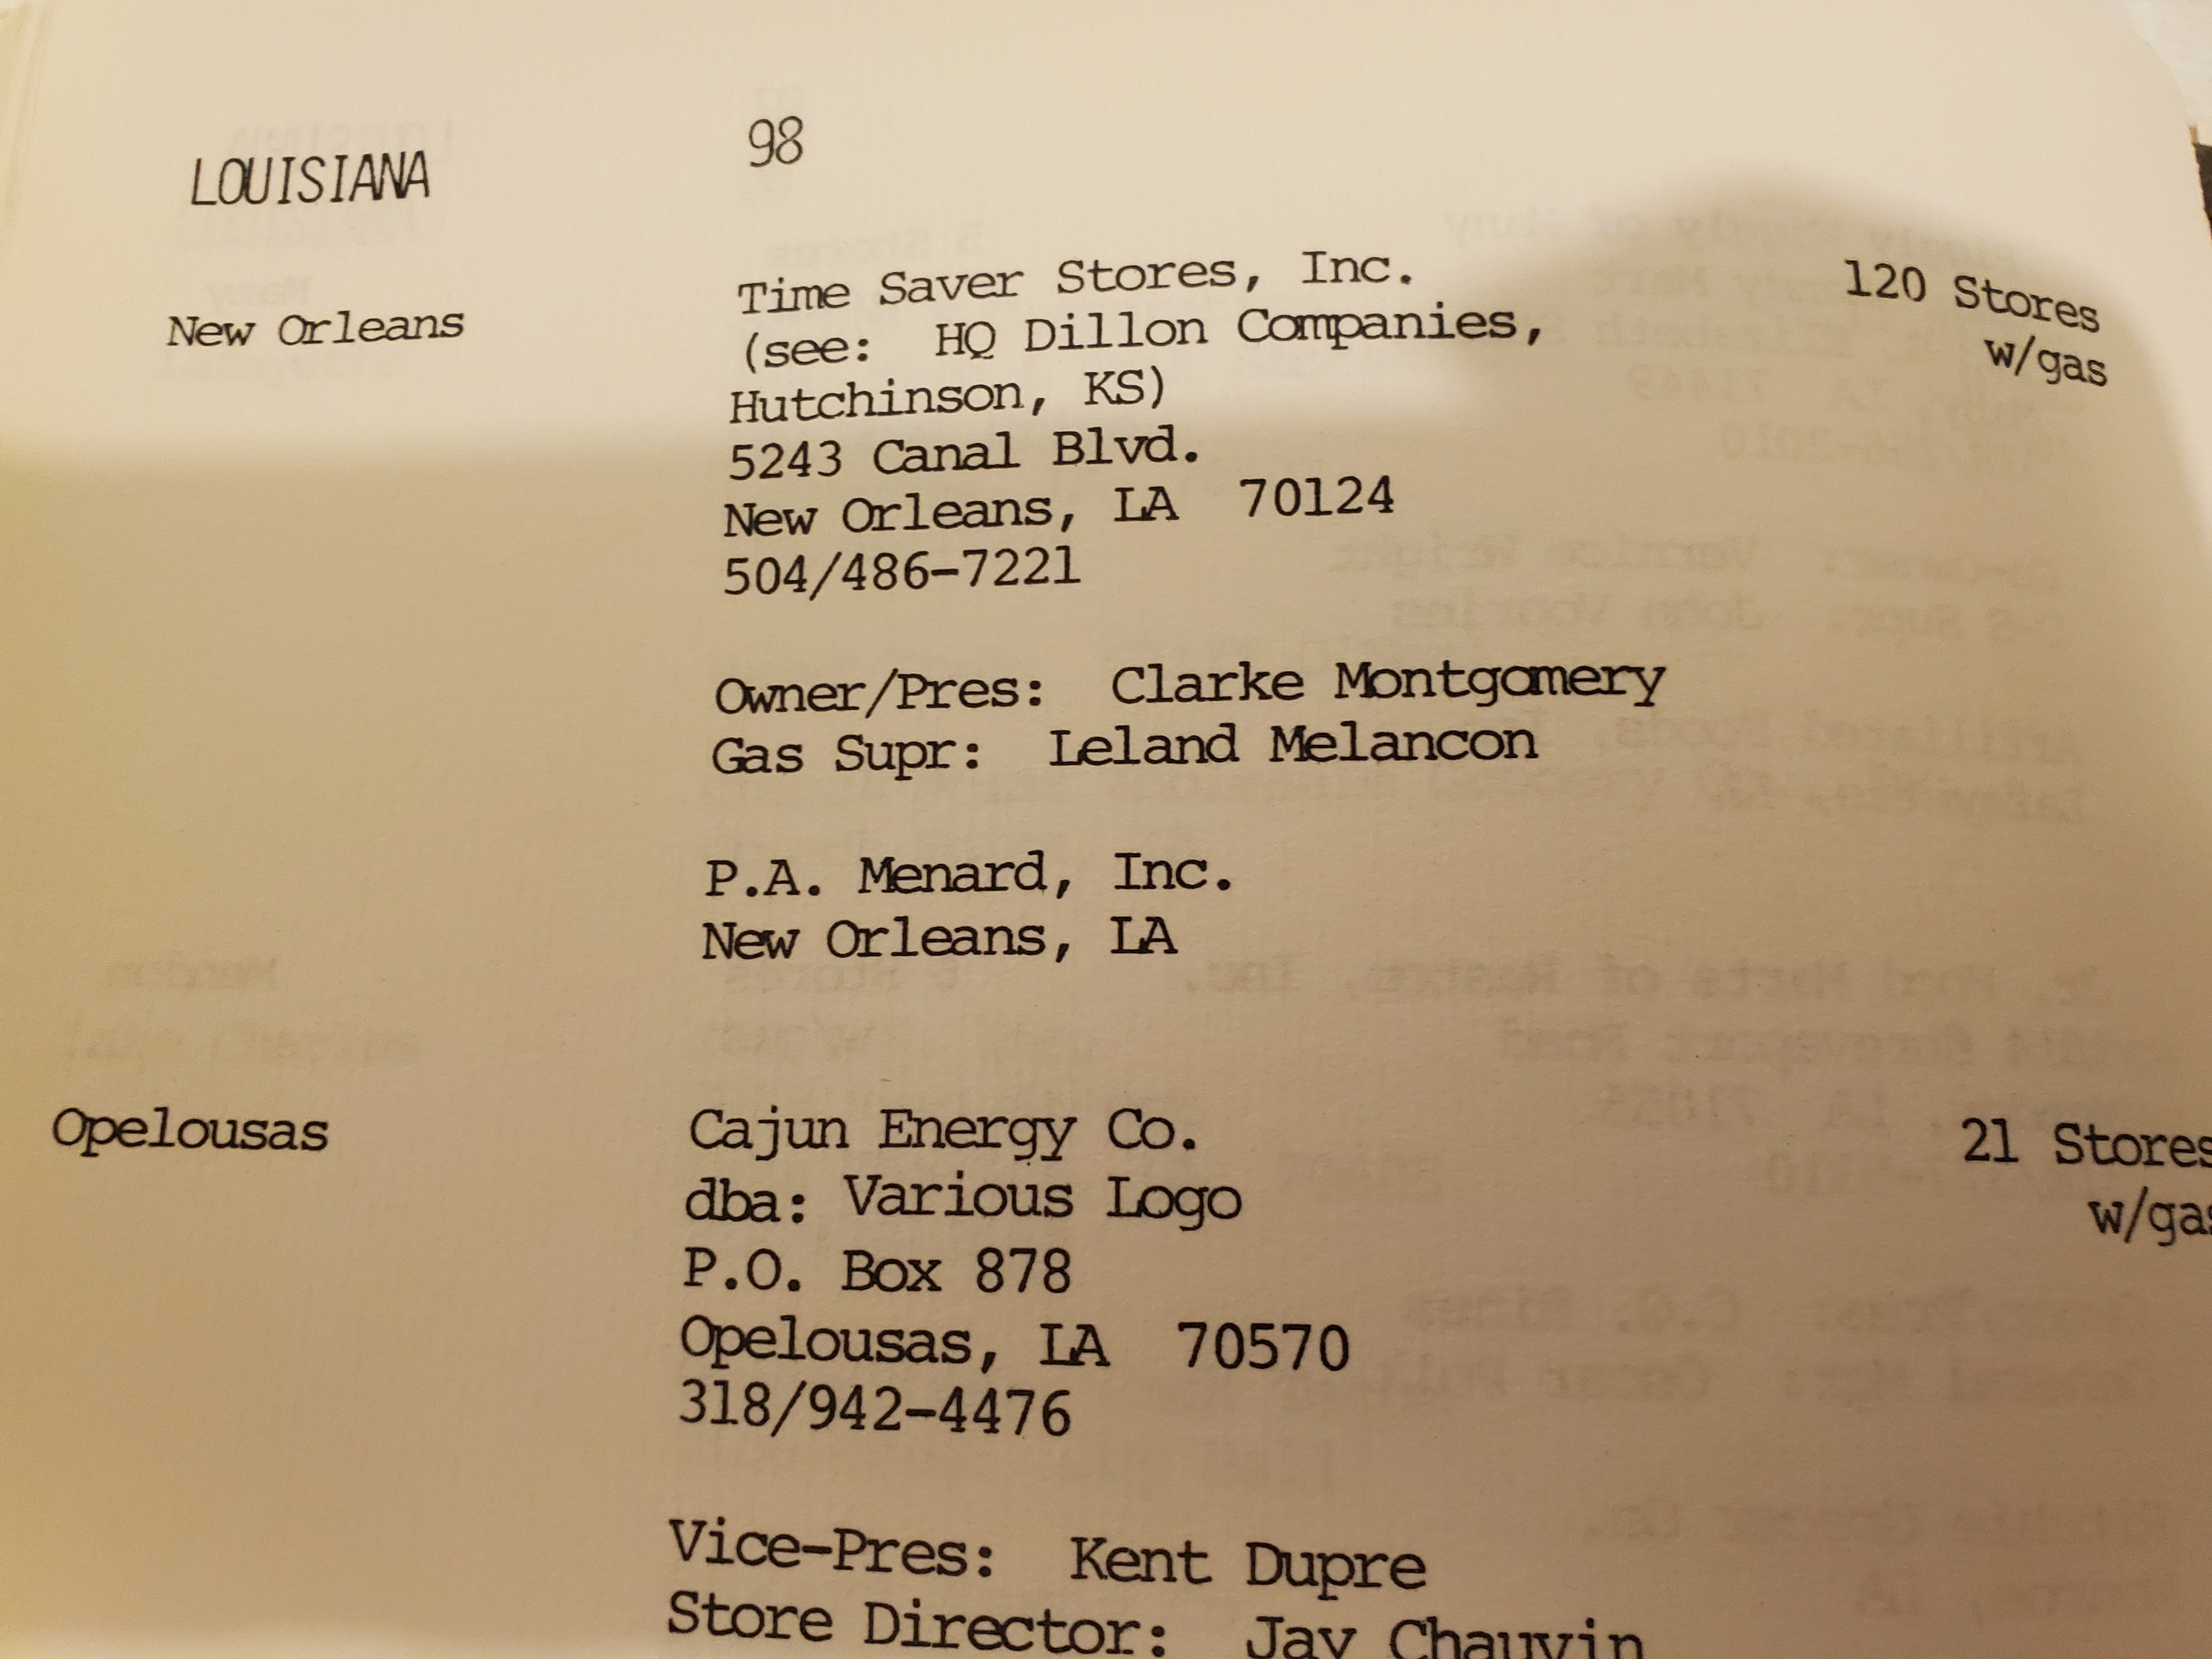 98
LOUISIANA
New Orleans
Time Saver Stores, Inc.
(see: HQ Dillon Companies,
Hutchinson, KS)
5243 Canal Blvd.
New Orleans, LA 70124
504/486-7221
120 Stores
w/gas
Owner/Pres: Clarke Montgomery
Gas Supr: Leland Melancon
P.A. Menard, Inc.
New Orleans, LA
Opelousas
Cajun Energy Co.
dba: Various Logo
P.O. Box 878
Opelousas, LA 70570
318/942-4476
21 Stores
w/gas
Vice-Pres: Kent Dupre
Store Director: Jay Chauvin